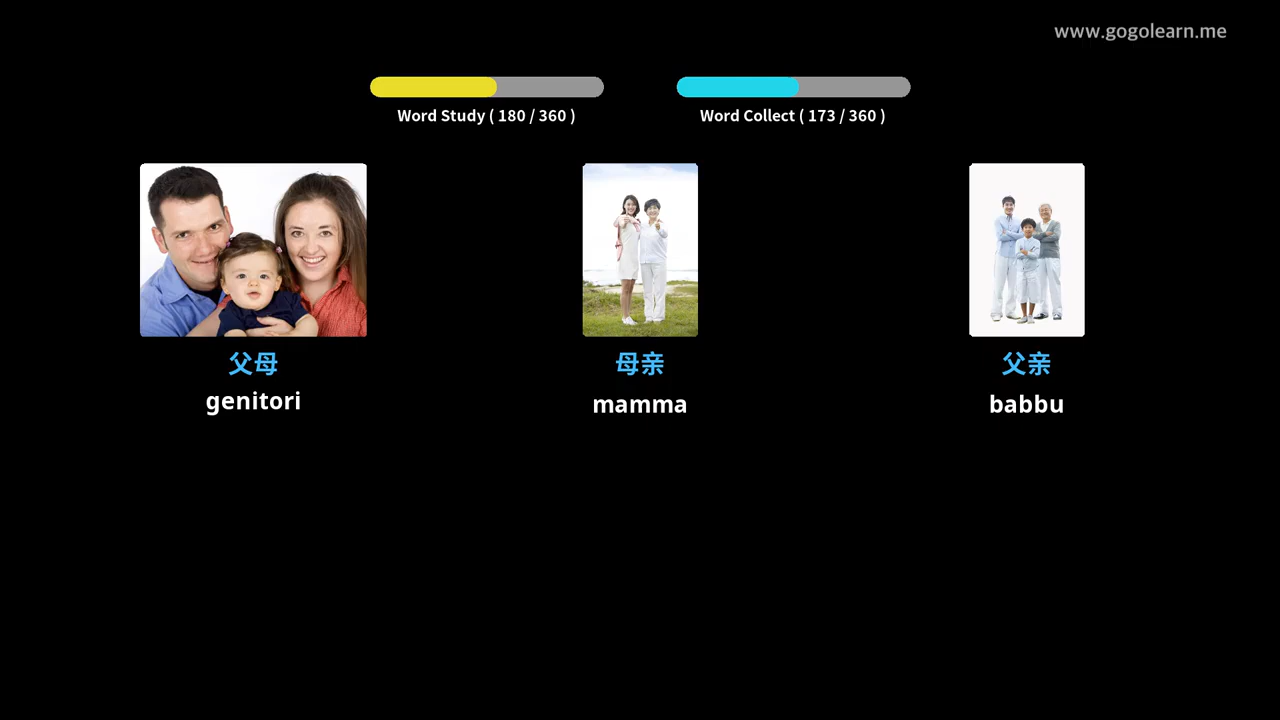 www.gogolearn.me
Word Study ( 180 / 360 )
Word Collect ( 173 / 360 )
父母
genitori
母亲
mamma
父亲
babbu